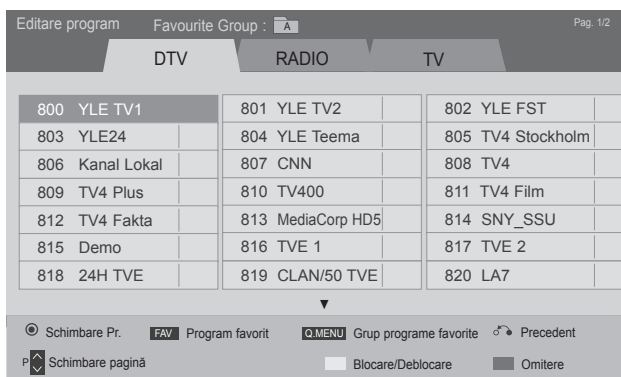 Editare program Favourite Group : A Pag. 1/2
DTV RADIO TV
800 YLE TV1 801 YLE TV2 802 YLE FST
803 YLE24 804 YLE Teema 805 TV4 Stockholm
806 Kanal Lokal 807 CNN 808 TV4
809 TV4 Plus 810 TV400 811 TV4 Film
812 TV4 Fakta 813 MediaCorp HD5 814 SNY_SSU
815 Demo 816 TVE 1 817 TVE 2
818 24H TVE 819 CLAN/50 TVE 820 LA7
Schimbare Pr. FAV Program favorit Q.MENU Grup programe favorite Precedent
P Schimbare pagină Blocare/Deblocare Omitere